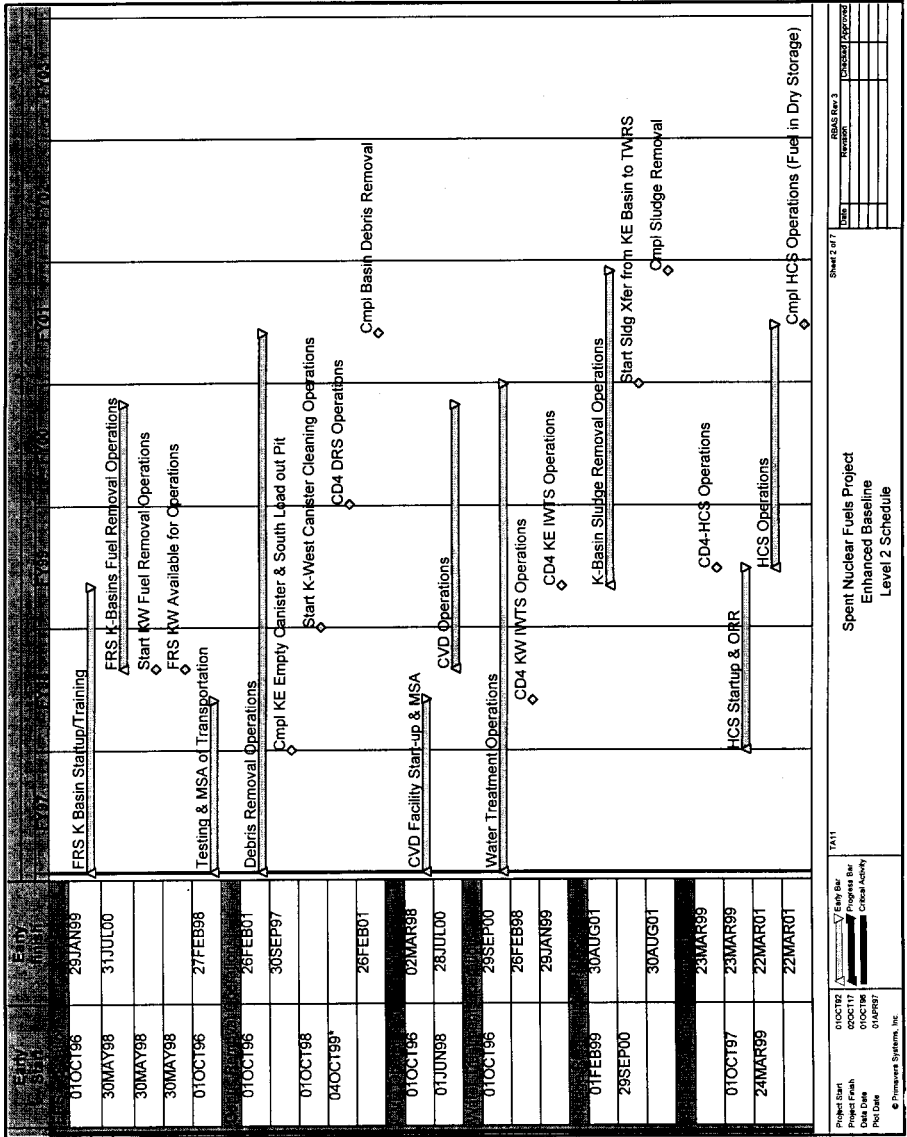 Early Start
Early Finish
FY97
FY98
FY99
FY00
FY01
FY02
FY03
01OCT96 29JAN99 FRS K Basin Startup/Training
30MAY98 31JUL00 FRS K-Basins Fuel Removal Operations
30MAY98 Start KW Fuel Removal Operations
30MAY98 FRS KW Available for Operations
01OCT96 27FEB98 Testing & MSA of Transportation
01OCT96 26FEB01 Debris Removal Operations
30SEP97 Cmpl KE Empty Canister & South Load out Pit
01OCT98 Start K-West Canister Cleaning Operations
04OCT99* CD4 DRS Operations
26FEB01 Cmpl Basin Debris Removal
01OCT96 02MAR98 CVD Facility Start-up & MSA
01JUN98 28JUL00 CVD Operations
01OCT96 29SEP00 Water Treatment Operations
26FEB98 CD4 KW IWTS Operations
29JAN99 CD4 KE IWTS Operations
01FEB99 30AUG01 K-Basin Sludge Removal Operations
29SEP00 Start Sldg Xfer from KE Basin to TWRS
30AUG01 Cmpl Sludge Removal
23MAR99 CD4-HCS Operations
01OCT97 23MAR99 HCS Startup & ORR
24MAR99 22MAR01 HCS Operations
22MAR01 Cmpl HCS Operations (Fuel in Dry Storage)
Project Start 01OCT92
Project Finish 02OCT17
Data Date 01OCT96
Plot Date 01APR97
© Primavera Systems, Inc.
Early Bar
Progress Bar
Critical Activity
TA11
Sheet 2 of 7
Spent Nuclear Fuels Project
Enhanced Baseline
Level 2 Schedule
RBAS Rev 3
Date Revision Checked Approved